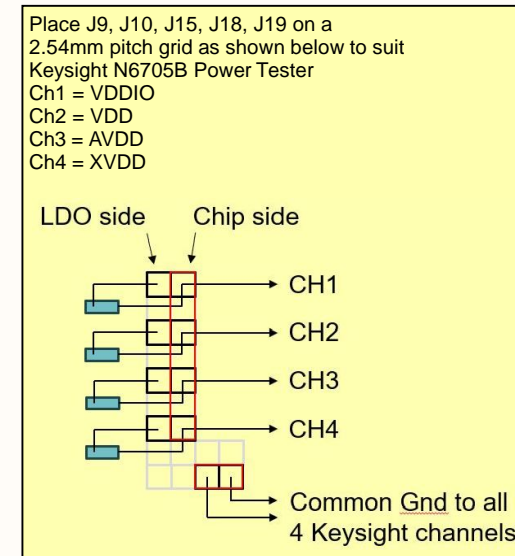 Place J9, J10, J15, J18, J19 on a
2.54mm pitch grid as shown below to suit
Keysight N6705B Power Tester
Ch1 = VDDIO
Ch2 = VDD
Ch3 = AVDD
Ch4 = XVDD
LDO side Chip side
CH1
CH2
CH3
CH4
Common Gnd to all
4 Keysight channels